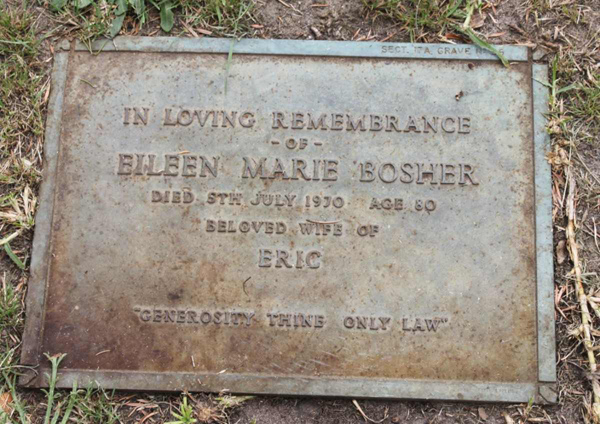 SECT. 17A, GRAVE
IN LOVING REMEMBRANCE
- OF -
EILEEN MARIE BOSHER
DIED 5TH JULY 1970 AGE 80
BELOVED WIFE OF
ERIC
"GENEROSITY THINE ONLY LAW"